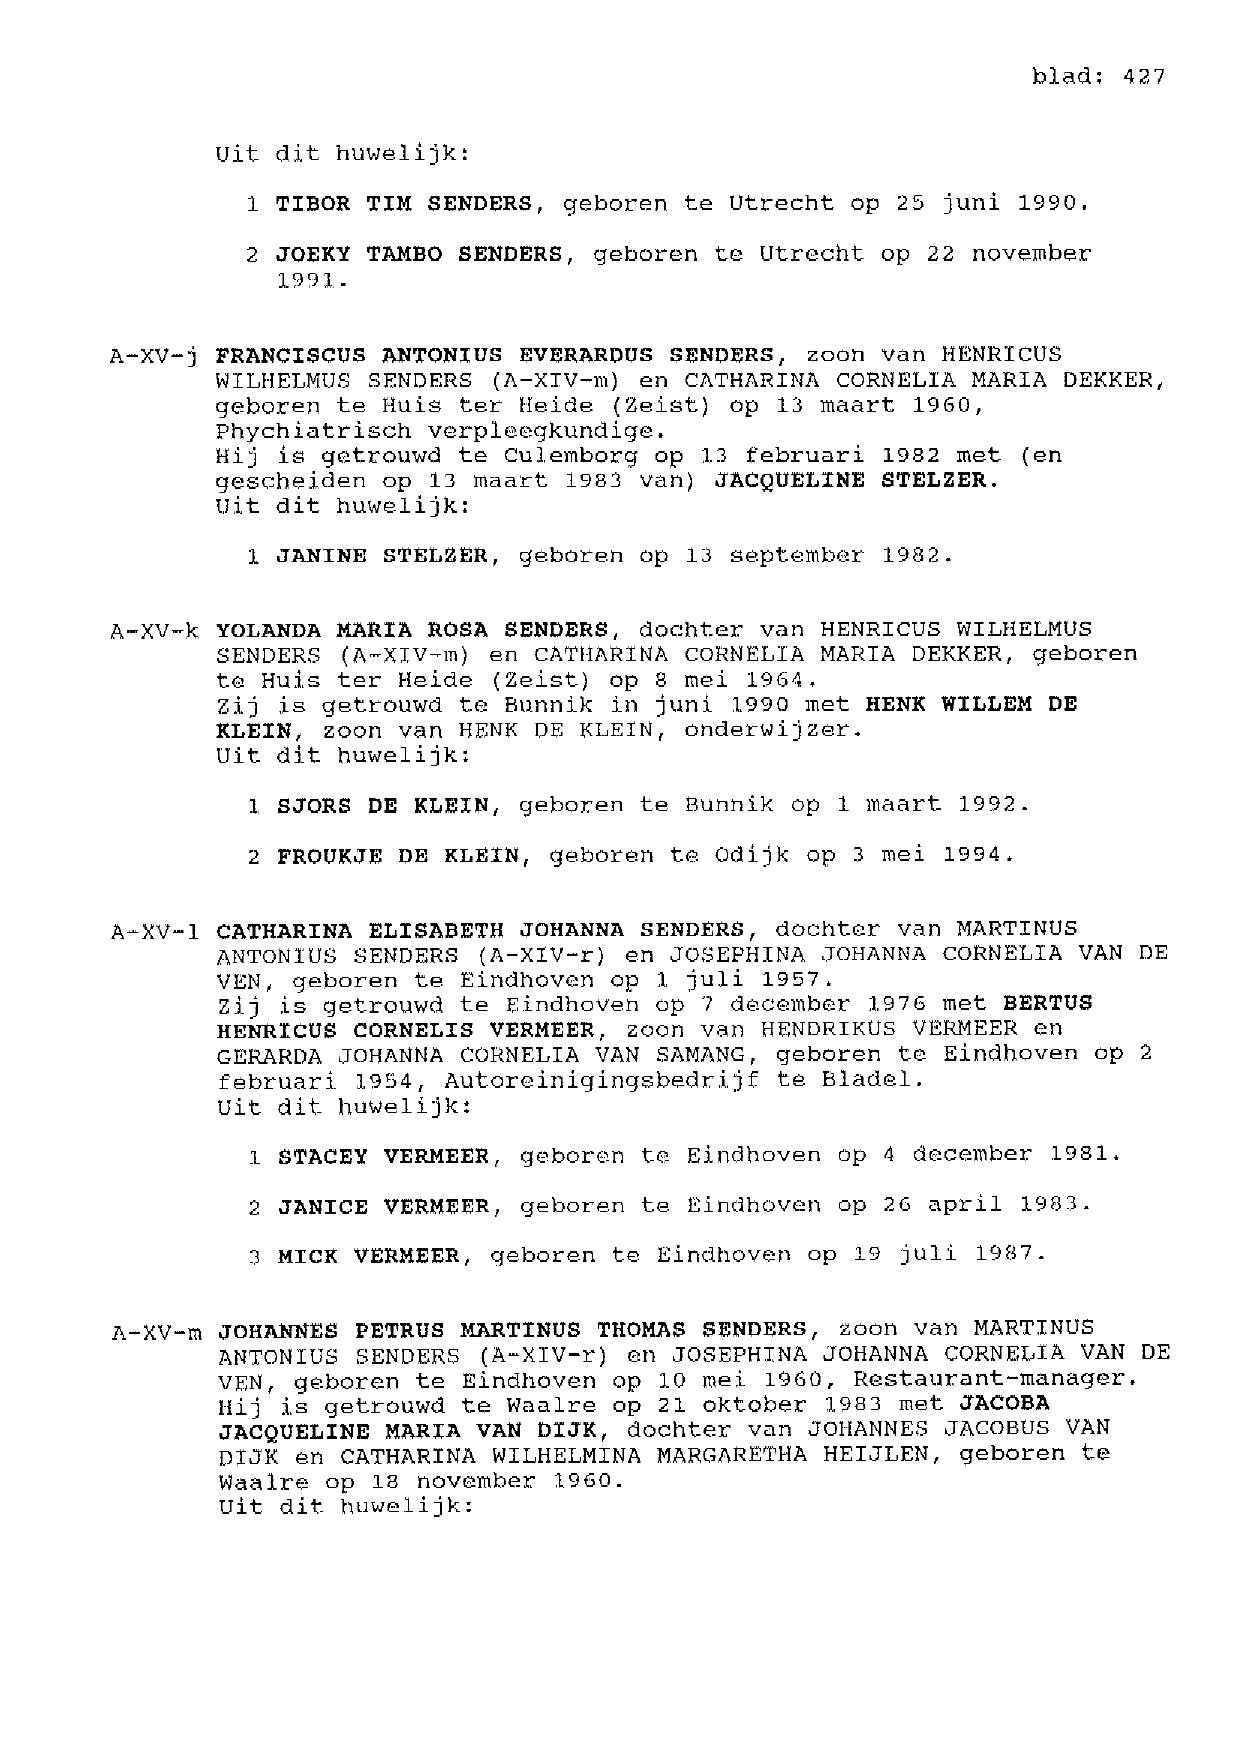 blad: 427
Uit dit huwelijk:
1 TIBOR TIM SENDERS, geboren te Utrecht op 25 juni 1990.
2 JOEKY TAMBO SENDERS, geboren te Utrecht op 22 november
1991.
A-XV-j FRANCISCUS ANTONIUS EVERARDUS SENDERS, zoon van HENRICUS
WILHELMUS SENDERS (A-XIV-m) en CATHARINA CORNELIA MARIA DEKKER,
geboren te Huis ter Heide (Zeist) op 13 maart 1960,
Phychiatrisch verpleegkundige.
Hij is getrouwd te Culemborg op 13 februari 1982 met (en
gescheiden op 13 maart 1983 van) JACQUELINE STELZER.
Uit dit huwelijk:
1 JANINE STELZER, geboren op 13 september 1982.
A-XV-k YOLANDA MARIA ROSA SENDERS, dochter van HENRICUS WILHELMUS
SENDERS (A-XIV-m) en CATHARINA CORNELIA MARIA DEKKER, geboren
te Huis ter Heide (Zeist) op 8 mei 1964.
Zij is getrouwd te Bunnik in juni 1990 met HENK WILLEM DE
KLEIN, zoon van HENK DE KLEIN, onderwijzer.
Uit dit huwelijk:
1 SJORS DE KLEIN, geboren te Bunnik op 1 maart 1992.
2 FROUKJE DE KLEIN, geboren te Odijk op 3 mei 1994.
A-XV-l CATHARINA ELISABETH JOHANNA SENDERS, dochter van MARTINUS
ANTONIUS SENDERS (A-XIV-r) en JOSEPHINA JOHANNA CORNELIA VAN DE
VEN, geboren te Eindhoven op 1 juli 1957.
Zij is getrouwd te Eindhoven op 7 december 1976 met BERTUS
HENRICUS CORNELIS VERMEER, zoon van HENDRIKUS VERMEER en
GERARDA JOHANNA CORNELIA VAN SAMANG, geboren te Eindhoven op 2
februari 1954, Autoreinigingsbedrijf te Bladel.
Uit dit huwelijk:
1 STACEY VERMEER, geboren te Eindhoven op 4 december 1981.
2 JANICE VERMEER, geboren te Eindhoven op 26 april 1983.
3 MICK VERMEER, geboren te Eindhoven op 19 juli 1987.
A-XV-m JOHANNES PETRUS MARTINUS THOMAS SENDERS, zoon van MARTINUS
ANTONIUS SENDERS (A-XIV-r) en JOSEPHINA JOHANNA CORNELIA VAN DE
VEN, geboren te Eindhoven op 10 mei 1960, Restaurant-manager.
Hij is getrouwd te Waalre op 21 oktober 1983 met JACOBA
JACQUELINE MARIA VAN DIJK, dochter van JOHANNES JACOBUS VAN
DIJK en CATHARINA WILHELMINA MARGARETHA HEIJLEN, geboren te
Waalre op 18 november 1960.
Uit dit huwelijk: